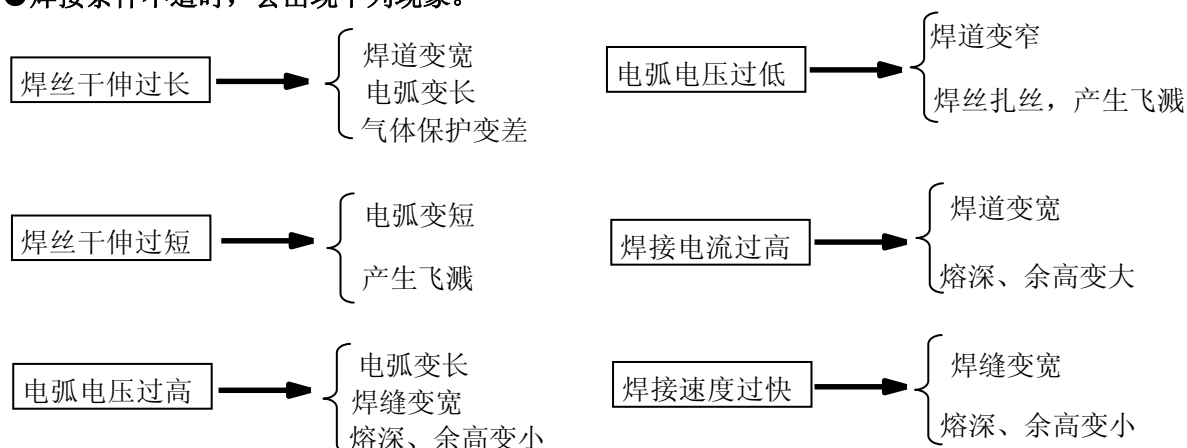 ●焊接条件不适时，会出现下列现象。
焊丝干伸过长
焊道变宽
电弧变长
气体保护变差
电弧电压过低
焊道变窄
焊丝扎丝，产生飞溅
焊丝干伸过短
电弧变短
产生飞溅
焊接电流过高
焊道变宽
熔深、余高变大
电弧电压过高
电弧变长
焊缝变宽
熔深、余高变小
焊接速度过快
焊缝变宽
熔深、余高变小